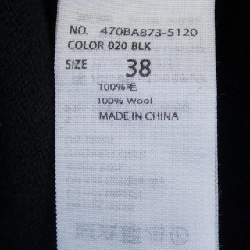 NO. 470BA873-5120
COLOR 020 BLK
SIZE 38
100%毛
100% Wool
MADE IN CHINA